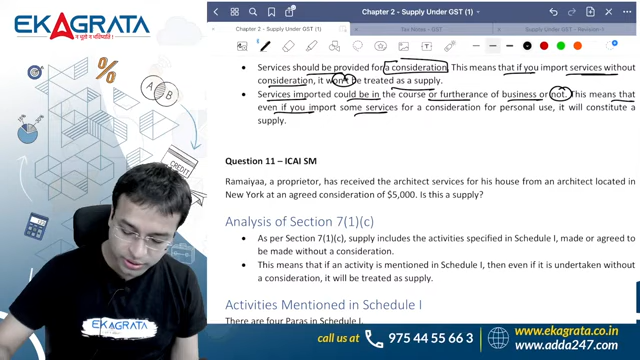 EKAGRATA
Chapter 2 - Supply Under GST (1)
Chapter 2 - Supply Under GST (1)
Tax Notes - GST
Supply Under GST - Revision
• Services should be provided for a consideration. This means that if you import services without
consideration, it won't be treated as a supply.
• Services imported could be in the course or furtherance of business or not. This means that
even if you import some services for a consideration for personal use, it will constitute a
supply.
Question 11 – ICAI SM
Ramaiyaa, a proprietor, has received the architect services for his house from an architect located in
New York at an agreed consideration of $5,000. Is this a supply?
Analysis of Section 7(1)(c)
• As per Section 7(1)(c), supply includes the activities specified in Schedule I, made or agreed to
be made without a consideration.
• This means that if an activity is mentioned in Schedule I, then even if it is undertaken without
a consideration, it will be treated as supply.
Activities Mentioned in Schedule I
There are four Paras in Schedule I.
%
A
B
CREDIT
EKAGRATA
call us at
975 44 55 66 3
www.ekagrata.co.in
www.adda247.com